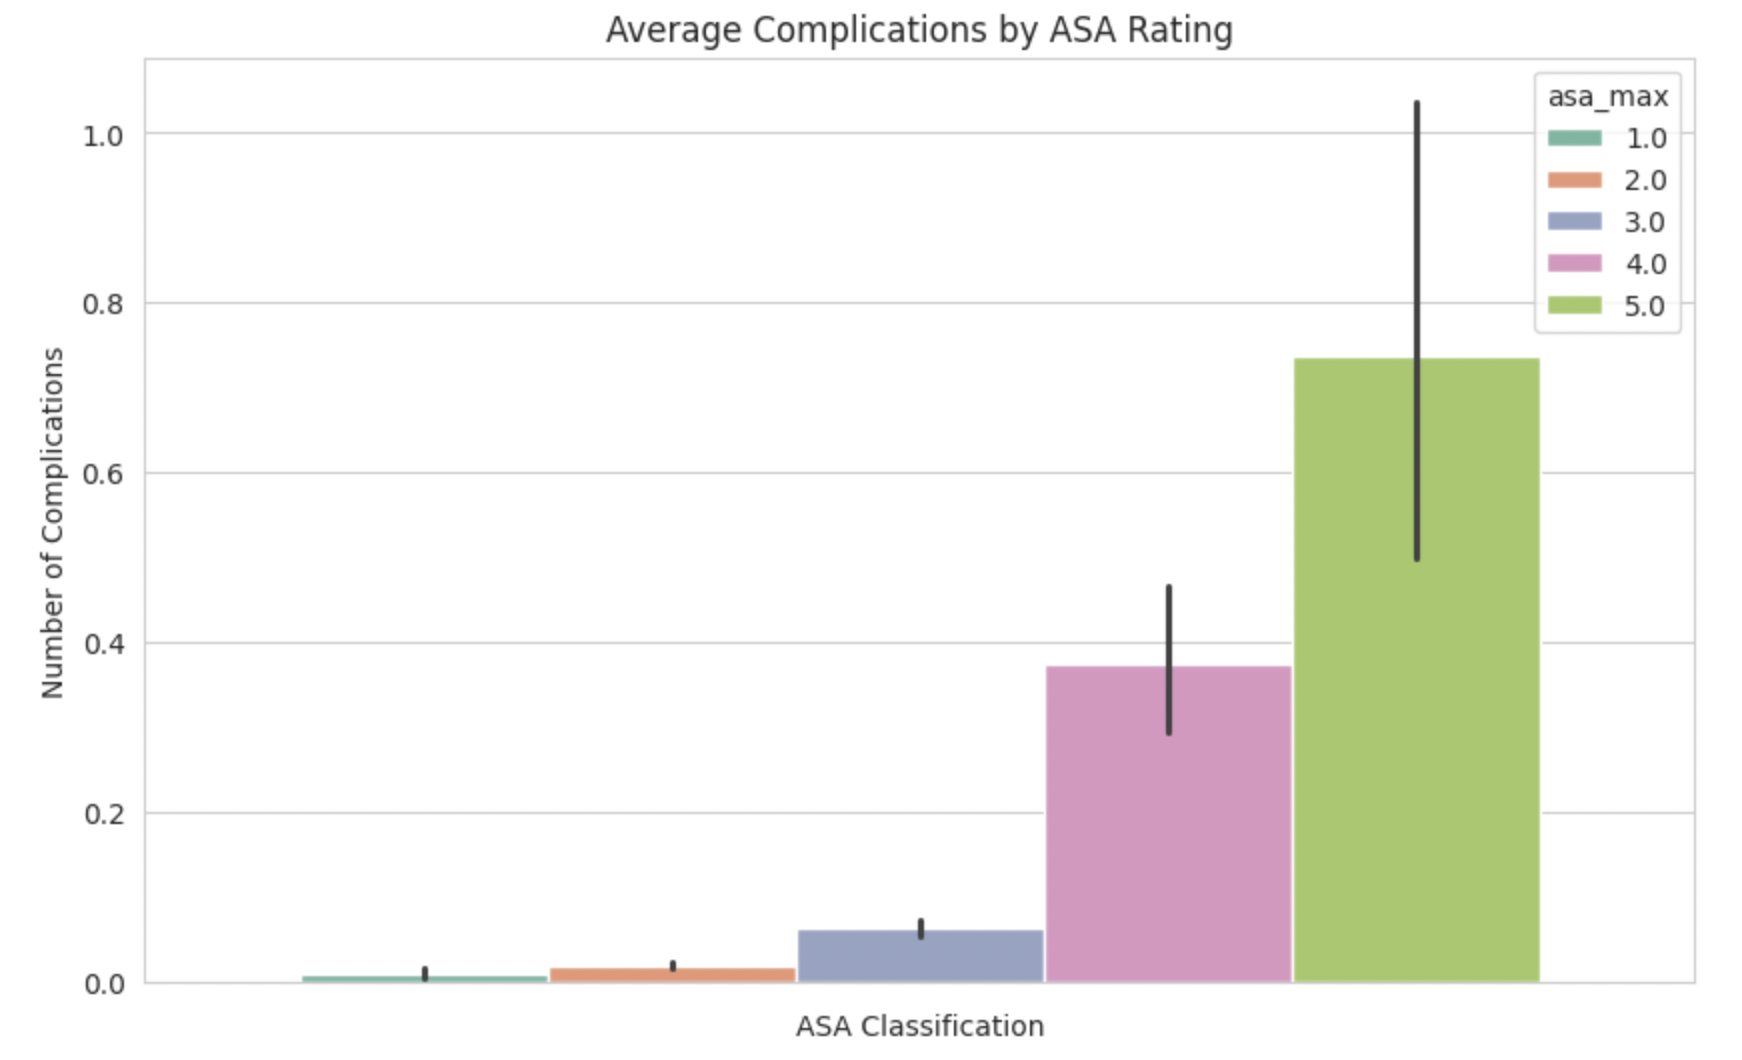 Average Complications by ASA Rating
asa_max
1.0
2.0
3.0
4.0
5.0
Number of Complications
1.0
0.8
0.6
0.4
0.2
0.0
ASA Classification